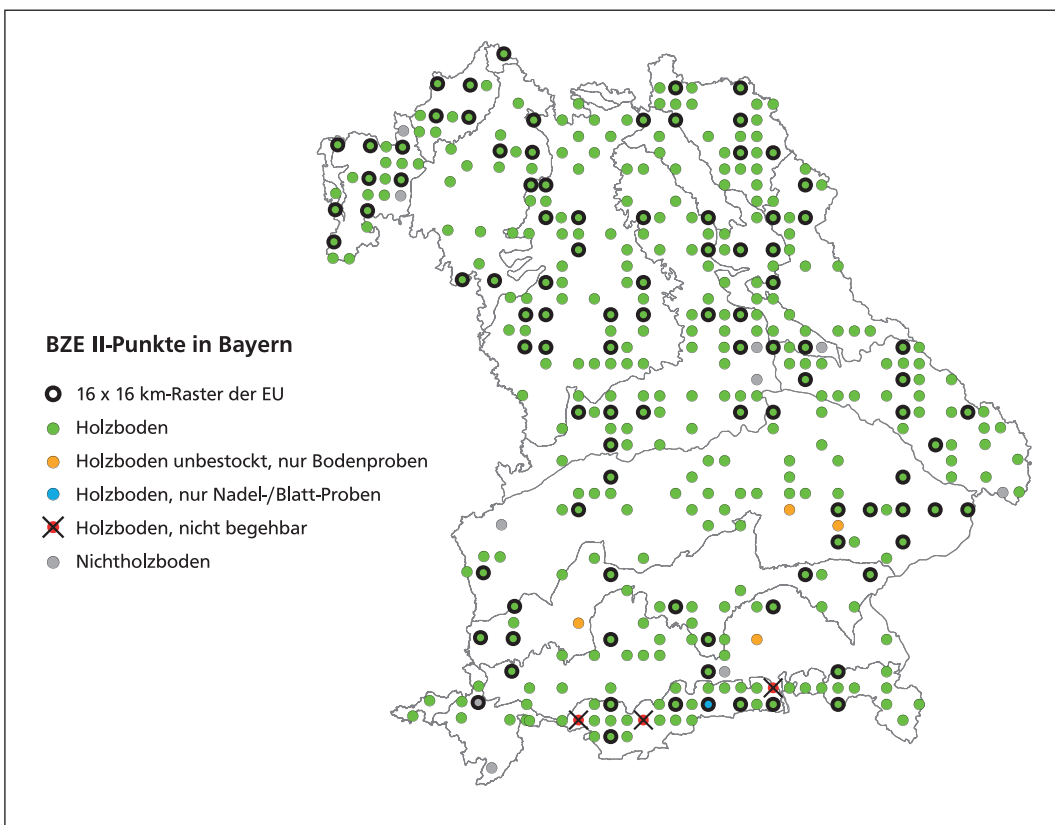 BZE II-Punkte in Bayern
16 x 16 km-Raster der EU
Holzboden
Holzboden unbestockt, nur Bodenproben
Holzboden, nur Nadel-/Blatt-Proben
Holzboden, nicht begehbar
Nichtholzboden